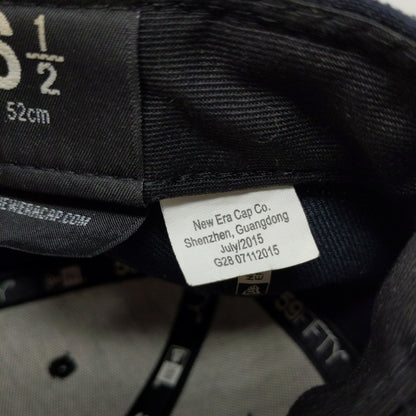 6 1/2
52cm
NEWERACAP.COM
New Era Cap Co.
Shenzhen, Guangdong
July/2015
G28 07112015
59FIFTY